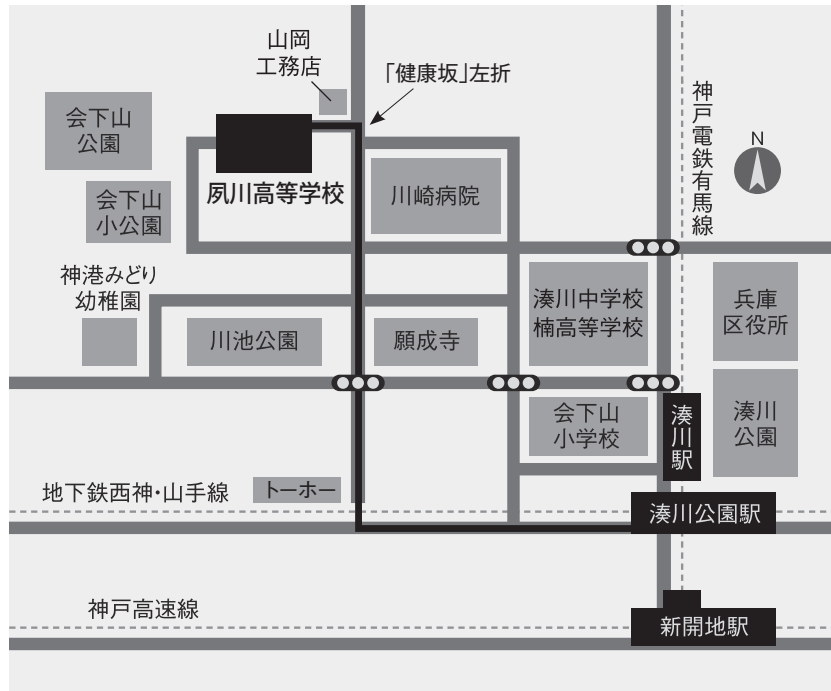 山岡
工務店
「健康坂」左折
会下山
公園
神戸電鉄有馬線
N
夙川高等学校
会下山
小公園
川崎病院
神港みどり
幼稚園
湊川中学校
楠高等学校
兵庫
区役所
川池公園
願成寺
会下山
小学校
湊川駅
湊川
公園
地下鉄西神・山手線
トーホー
湊川公園駅
神戸高速線
新開地駅